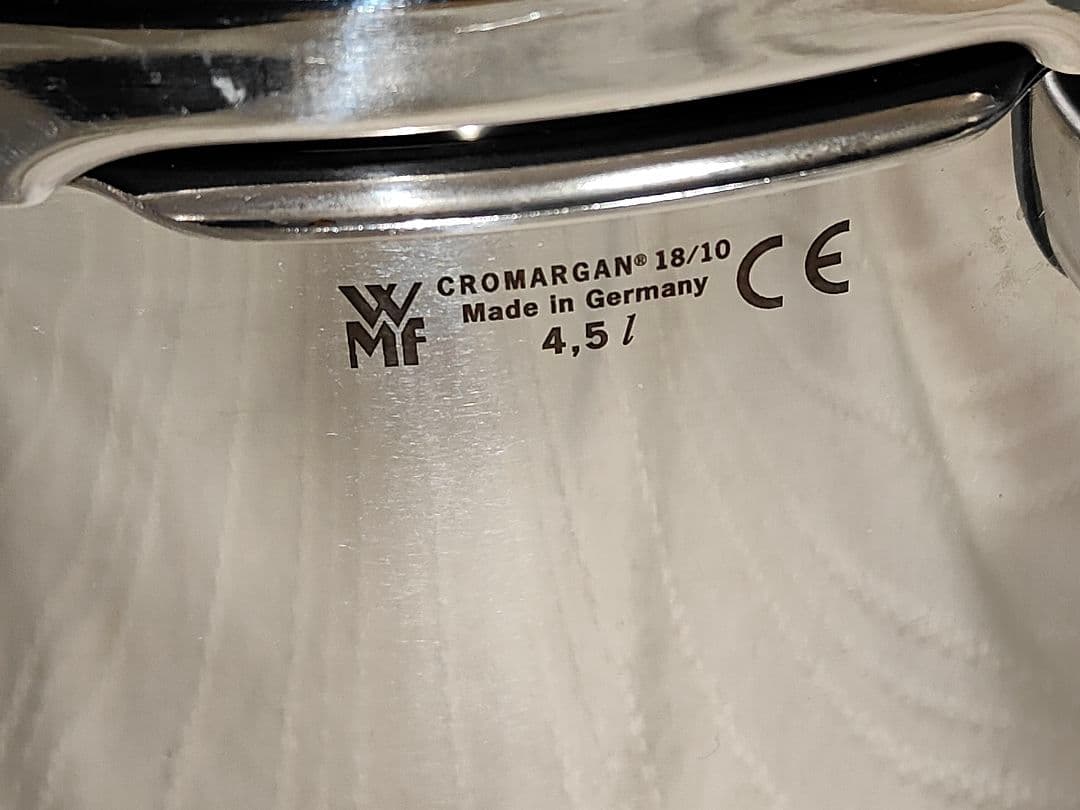 WMF CROMARGAN® 18/10 CE
Made in Germany
4,5 l